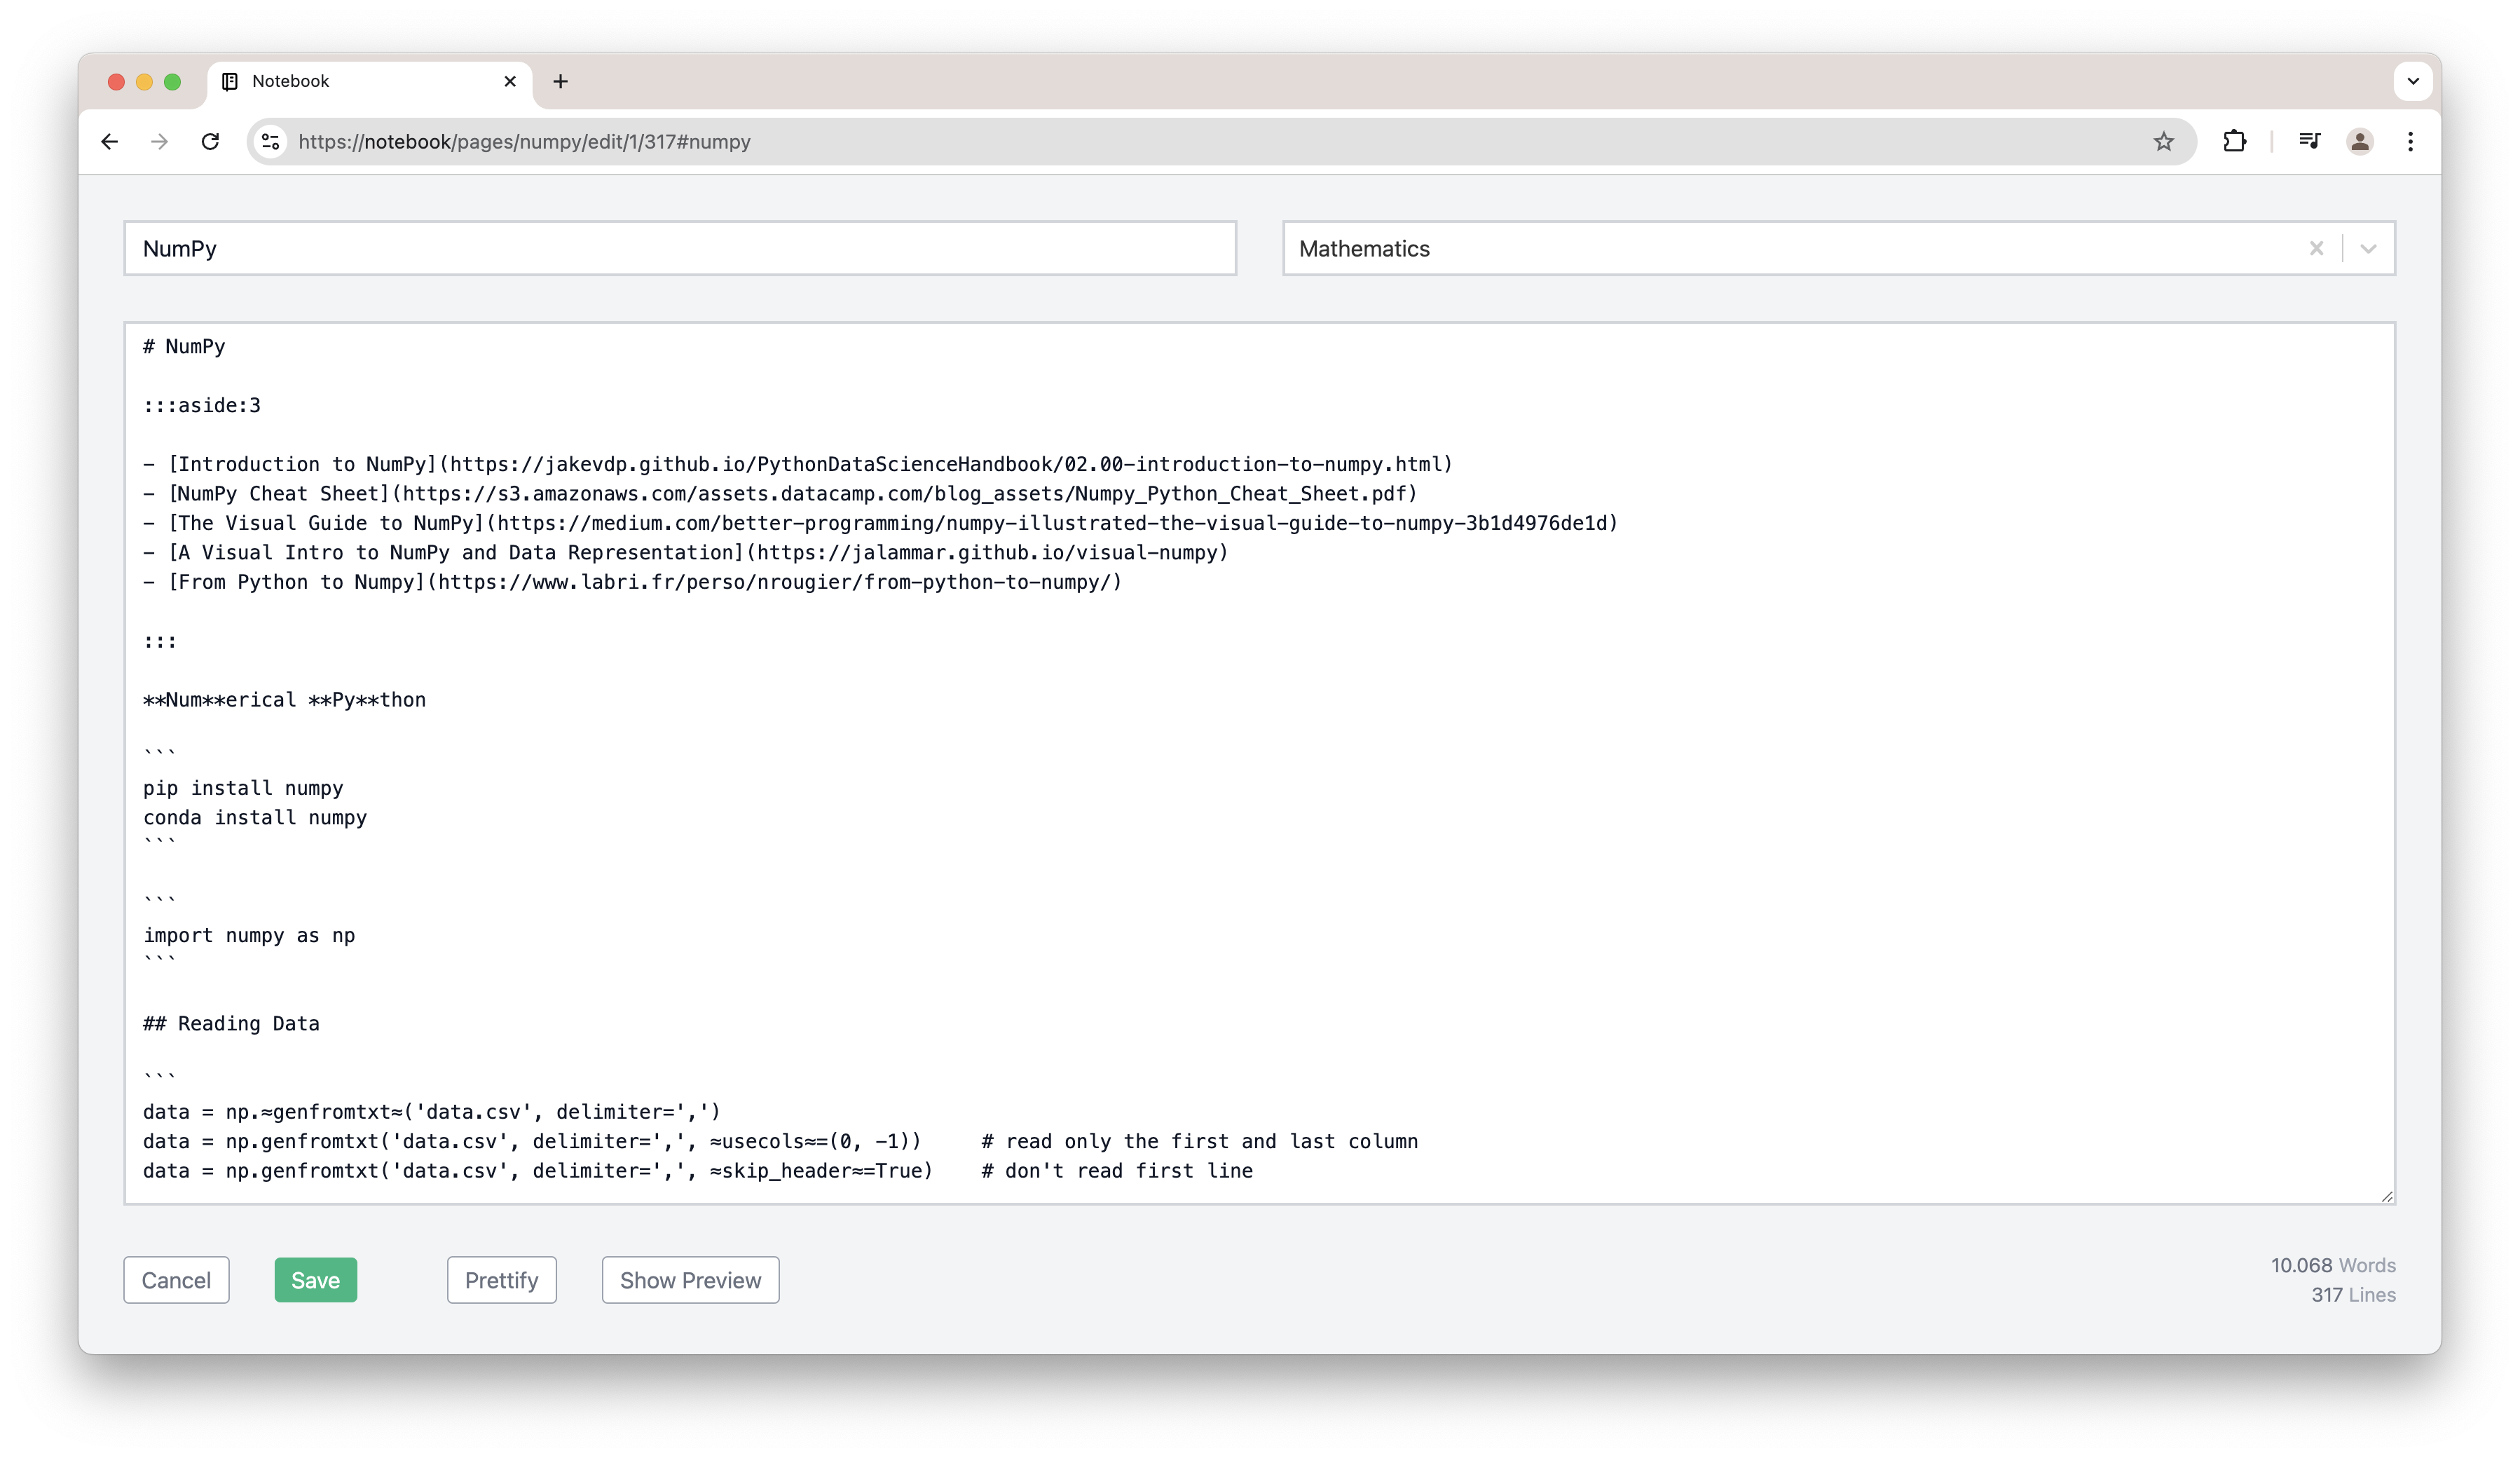 Notebook
https://notebook/pages/numpy/edit/1/317#numpy
NumPy
Mathematics
# NumPy
:::aside:3
- [Introduction to NumPy](https://jakevdp.github.io/PythonDataScienceHandbook/02.00-introduction-to-numpy.html)
- [NumPy Cheat Sheet](https://s3.amazonaws.com/assets.datacamp.com/blog_assets/Numpy_Python_Cheat_Sheet.pdf)
- [The Visual Guide to NumPy](https://medium.com/better-programming/numpy-illustrated-the-visual-guide-to-numpy-3b1d4976de1d)
- [A Visual Intro to NumPy and Data Representation](https://jalammar.github.io/visual-numpy)
- [From Python to Numpy](https://www.labri.fr/perso/nrougier/from-python-to-numpy/)
:::
**Num**erical **Py**thon
```
pip install numpy
conda install numpy
```
```
import numpy as np
```
## Reading Data
```
data = np.≈genfromtxt≈('data.csv', delimiter=',')
data = np.genfromtxt('data.csv', delimiter=',', ≈usecols≈=(0, -1))     # read only the first and last column
data = np.genfromtxt('data.csv', delimiter=',', ≈skip_header≈=True)    # don't read first line
Cancel
Save
Prettify
Show Preview
10.068 Words
317 Lines